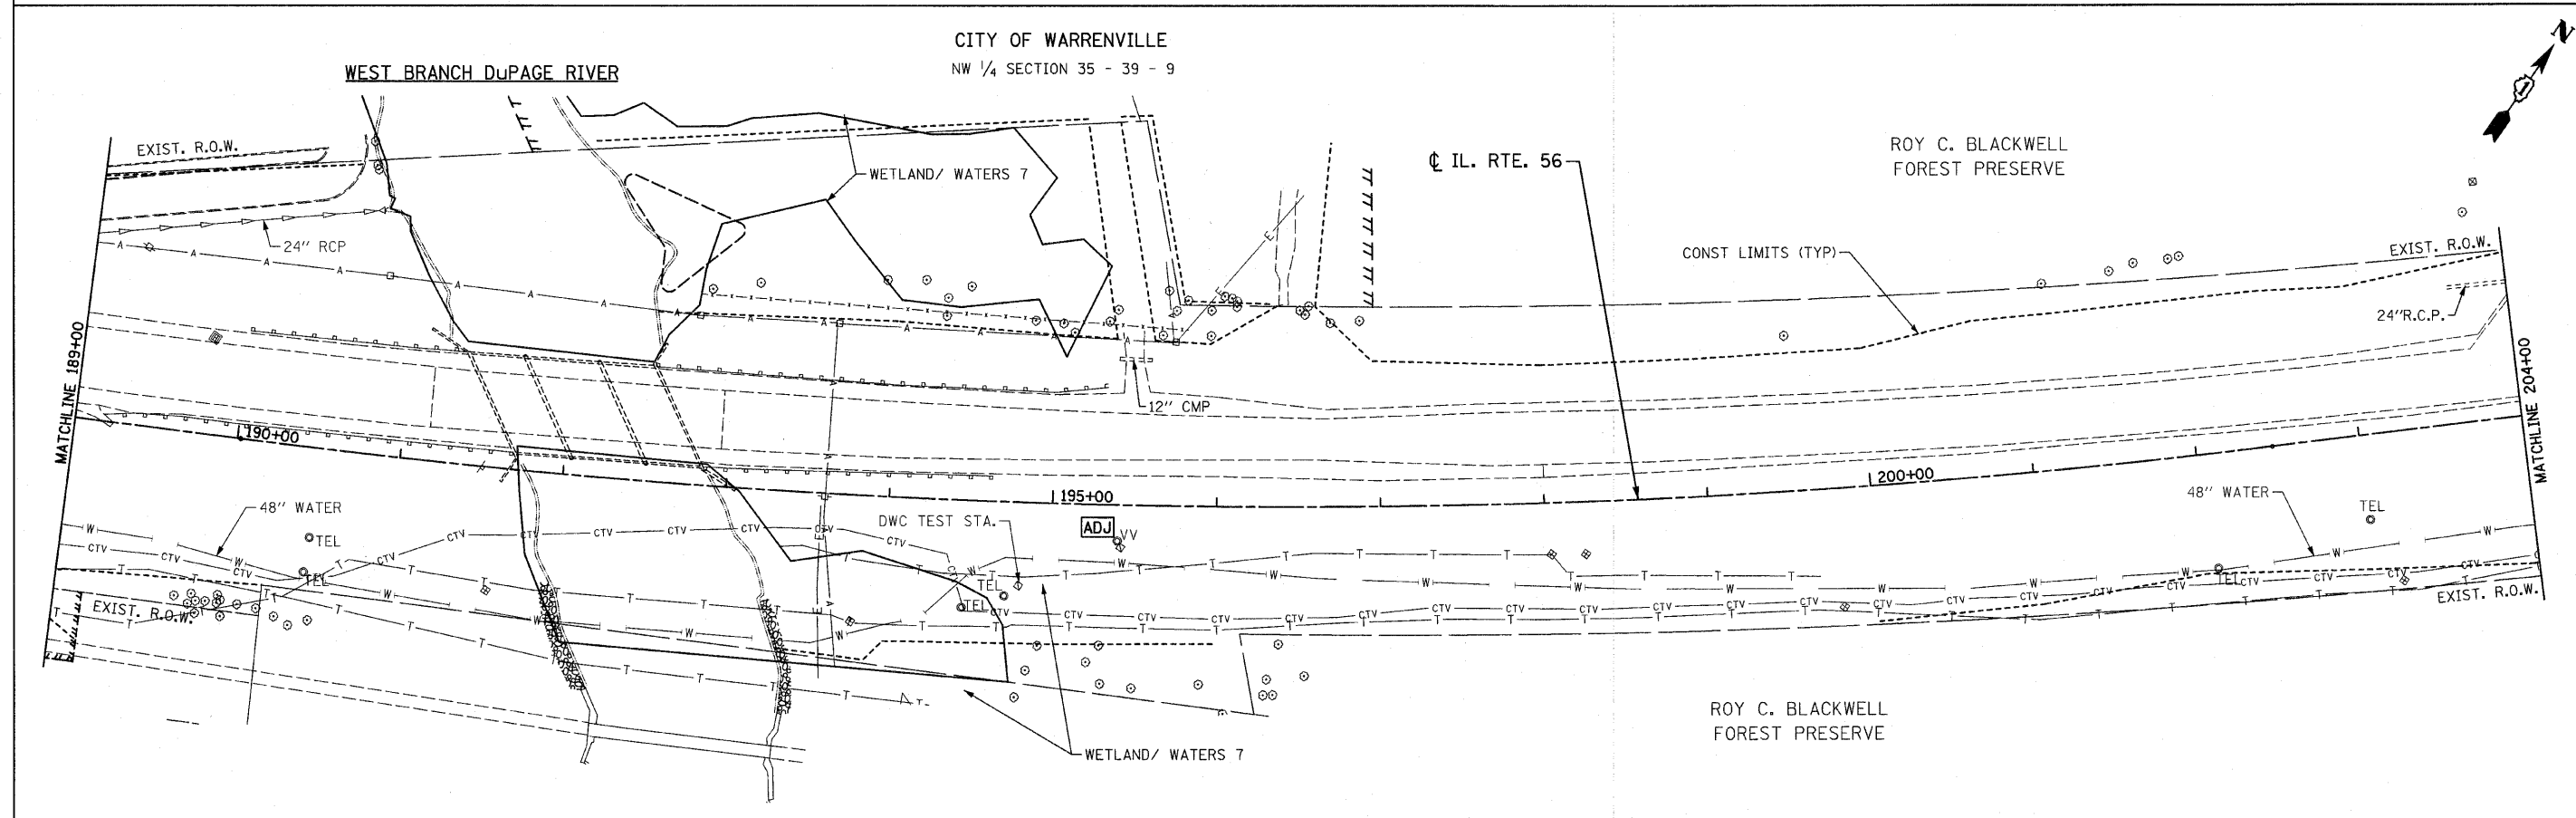 CITY OF WARRENVILLE
NW 1/4 SECTION 35 - 39 - 9
N
WEST BRANCH DuPAGE RIVER
EXIST. R.O.W.
WETLAND/ WATERS 7
℄ IL. RTE. 56
ROY C. BLACKWELL
FOREST PRESERVE
24" RCP
CONST LIMITS (TYP)
EXIST. R.O.W.
24"R.C.P.
MATCHLINE 189+00
12" CMP
MATCHLINE 204+00
190+00
195+00
200+00
48" WATER
TEL
TEL
DWC TEST STA.
ADJ
VV
TEL
TEL
48" WATER
TEL
TEL
EXIST. R.O.W.
EXIST. R.O.W.
WETLAND/ WATERS 7
ROY C. BLACKWELL
FOREST PRESERVE